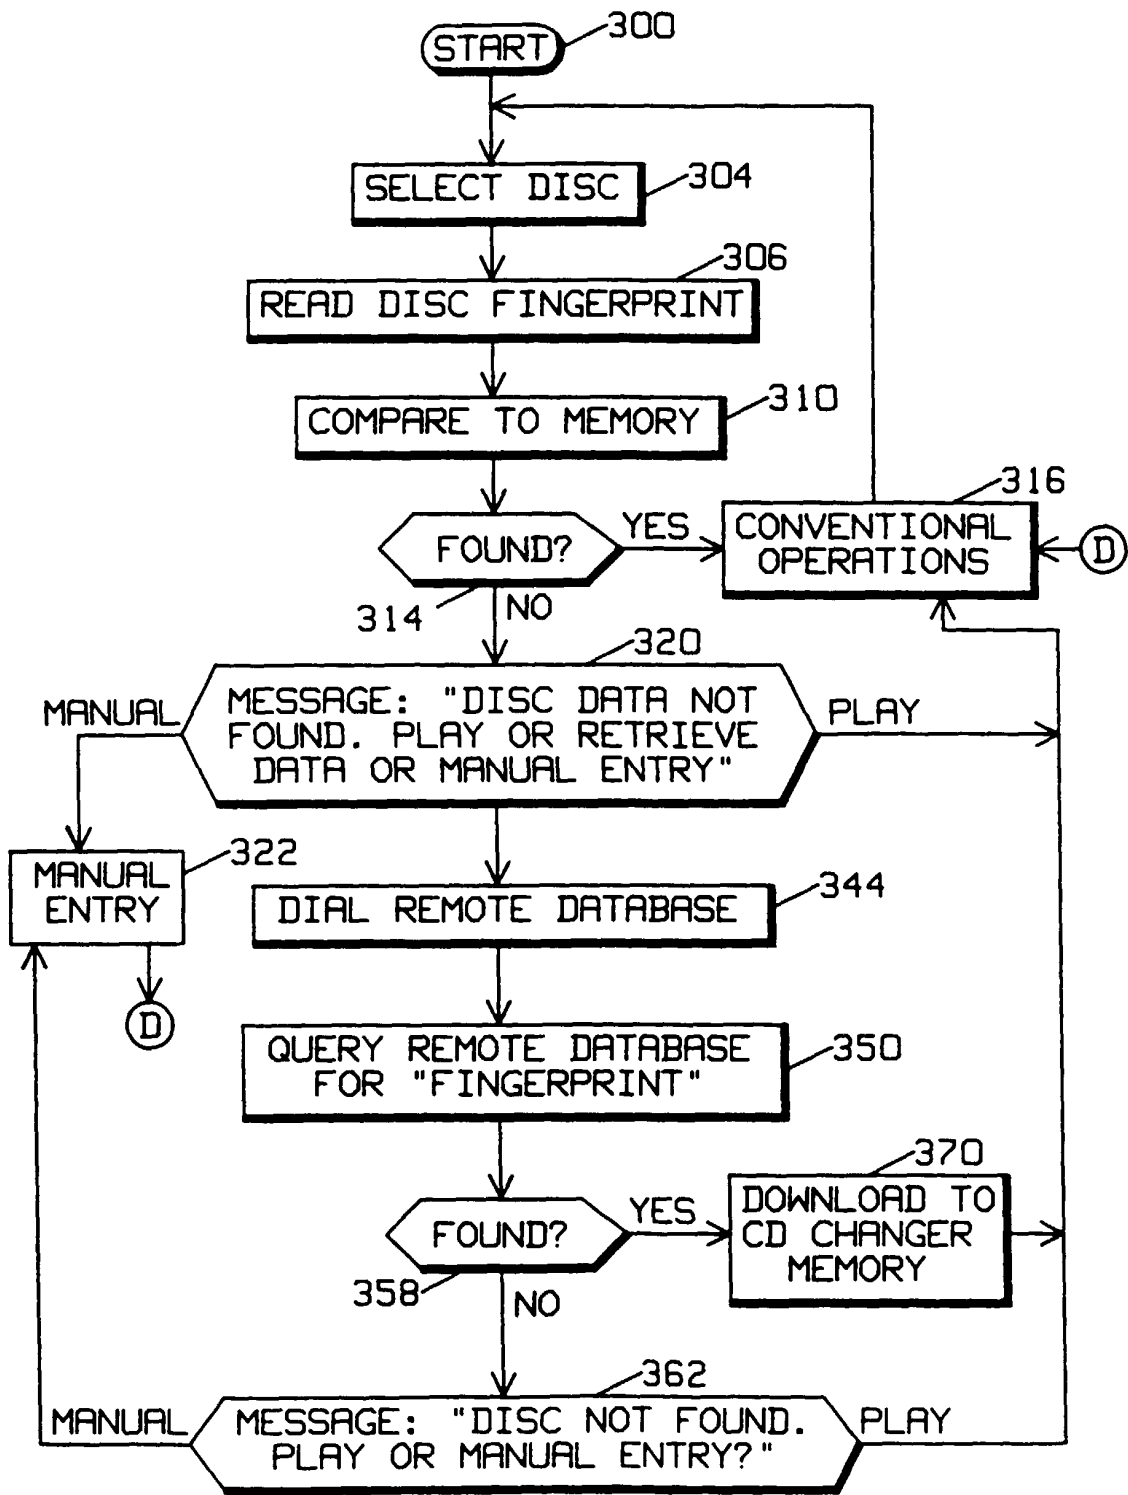 START
300
SELECT DISC
304
306
READ DISC FINGERPRINT
310
COMPARE TO MEMORY
316
YES
CONVENTIONAL
OPERATIONS
FOUND?
D
314
NO
320
MANUAL
MESSAGE: "DISC DATA NOT
FOUND. PLAY OR RETRIEVE
DATA OR MANUAL ENTRY"
PLAY
322
MANUAL
ENTRY
344
DIAL REMOTE DATABASE
D
QUERY REMOTE DATABASE
FOR "FINGERPRINT"
350
370
YES
DOWNLOAD TO
CD CHANGER
MEMORY
FOUND?
358
NO
362
MANUAL
MESSAGE: "DISC NOT FOUND.
PLAY OR MANUAL ENTRY?"
PLAY